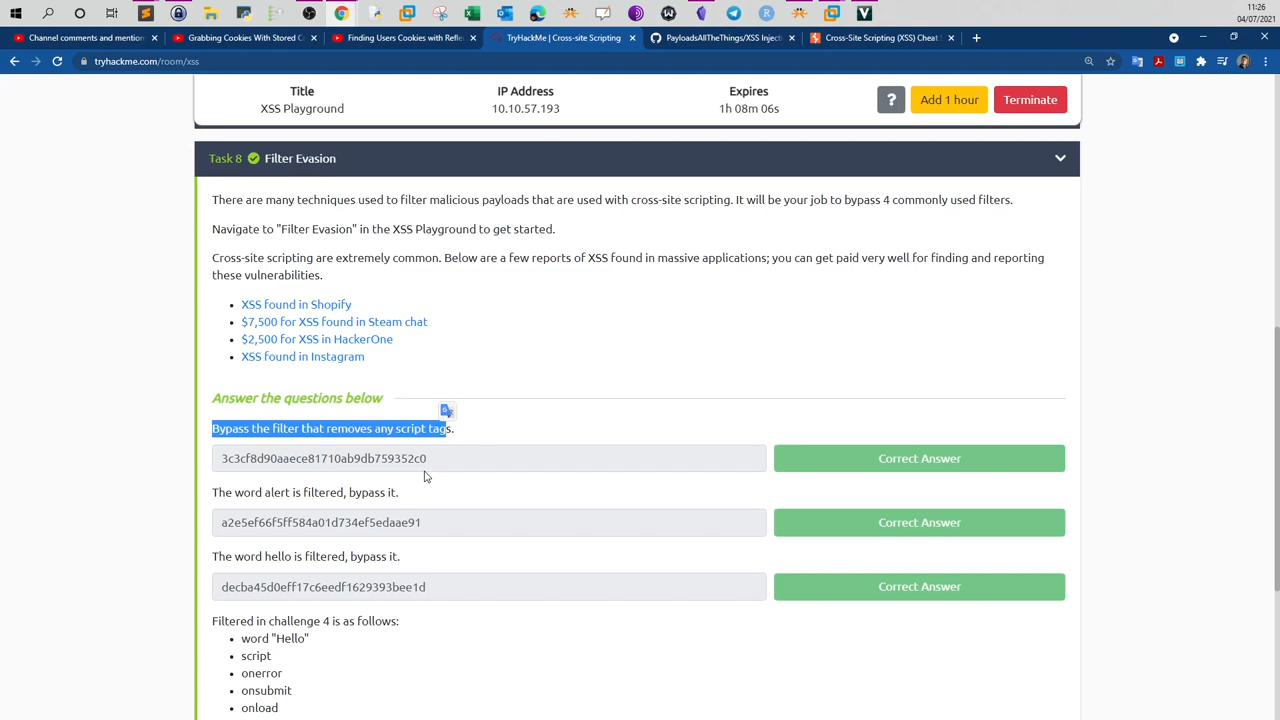 11:26
04/07/2021
Channel comments and mention
Grabbing Cookies With Stored C
Finding Users Cookies with Refle
TryHackMe | Cross-site Scripting
PayloadsAllTheThings/XSS Inject
Cross-Site Scripting (XSS) Cheat S
tryhackme.com/room/xss
Title
XSS Playground
IP Address
10.10.57.193
Expires
1h 08m 06s
?
Add 1 hour
Terminate
Task 8 Filter Evasion
There are many techniques used to filter malicious payloads that are used with cross-site scripting. It will be your job to bypass 4 commonly used filters.
Navigate to "Filter Evasion" in the XSS Playground to get started.
Cross-site scripting are extremely common. Below are a few reports of XSS found in massive applications; you can get paid very well for finding and reporting
these vulnerabilities.
XSS found in Shopify
$7,500 for XSS found in Steam chat
$2,500 for XSS in HackerOne
XSS found in Instagram
Answer the questions below
Bypass the filter that removes any script tags.
3c3cf8d90aaece81710ab9db759352c0
Correct Answer
The word alert is filtered, bypass it.
a2e5ef66f5ff584a01d734ef5edaae91
Correct Answer
The word hello is filtered, bypass it.
decba45d0eff17c6eedf1629393bee1d
Correct Answer
Filtered in challenge 4 is as follows:
word "Hello"
script
onerror
onsubmit
onload